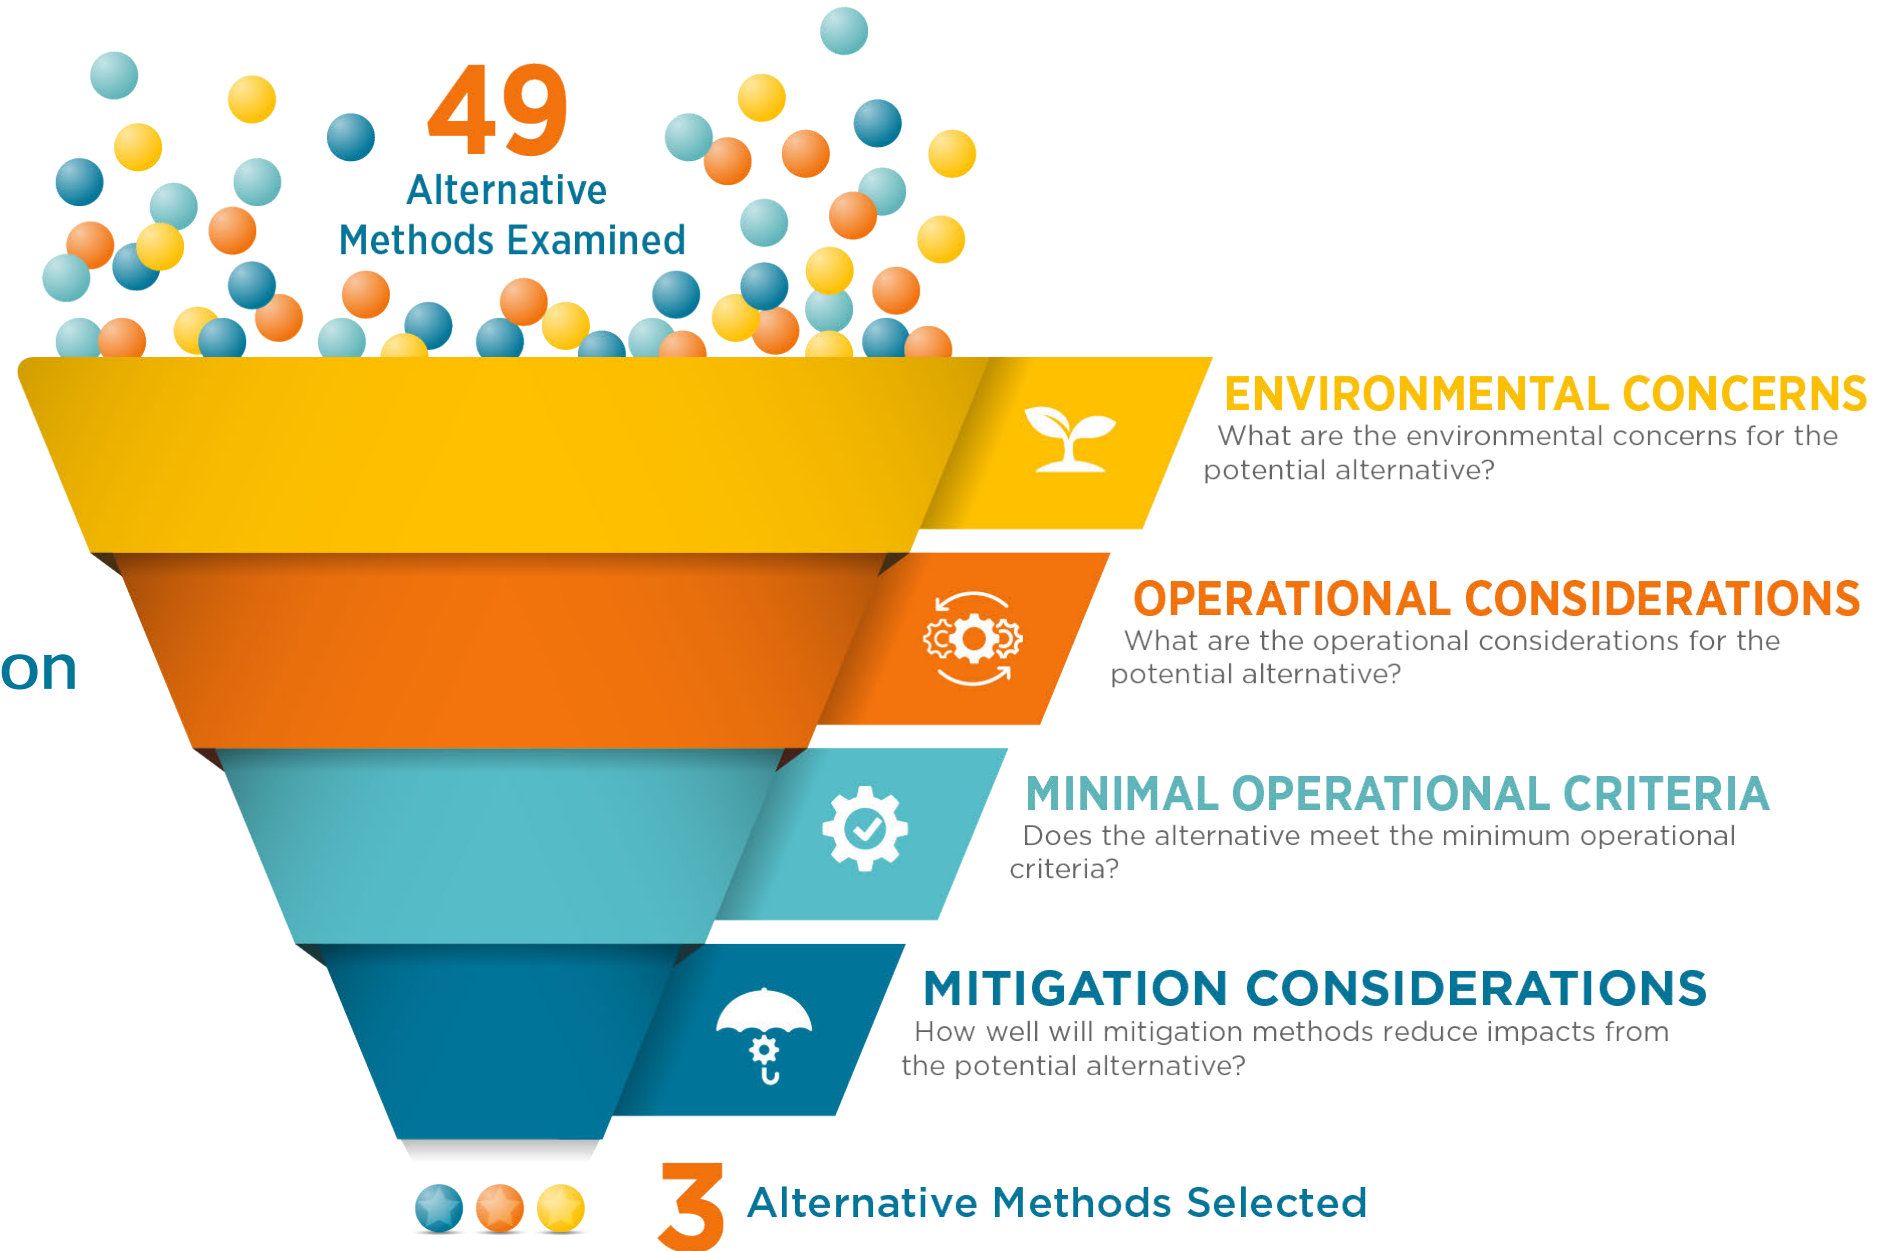 49
Alternative
Methods Examined
ENVIRONMENTAL CONCERNS
What are the environmental concerns for the
potential alternative?
OPERATIONAL CONSIDERATIONS
What are the operational considerations for the
potential alternative?
on
MINIMAL OPERATIONAL CRITERIA
Does the alternative meet the minimum operational
criteria?
MITIGATION CONSIDERATIONS
How well will mitigation methods reduce impacts from
the potential alternative?
3 Alternative Methods Selected